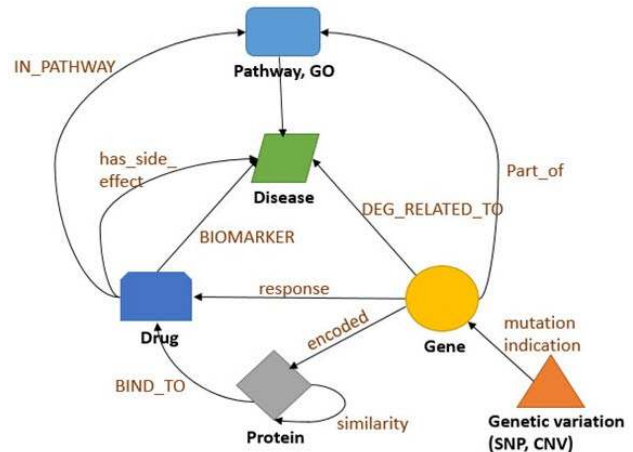 IN_PATHWAY
Pathway, GO
has_side_
effect
Part_of
Disease
DEG_RELATED_TO
BIOMARKER
response
Drug
encoded
Gene
mutation
indication
BIND_TO
similarity
Protein
Genetic variation
(SNP, CNV)